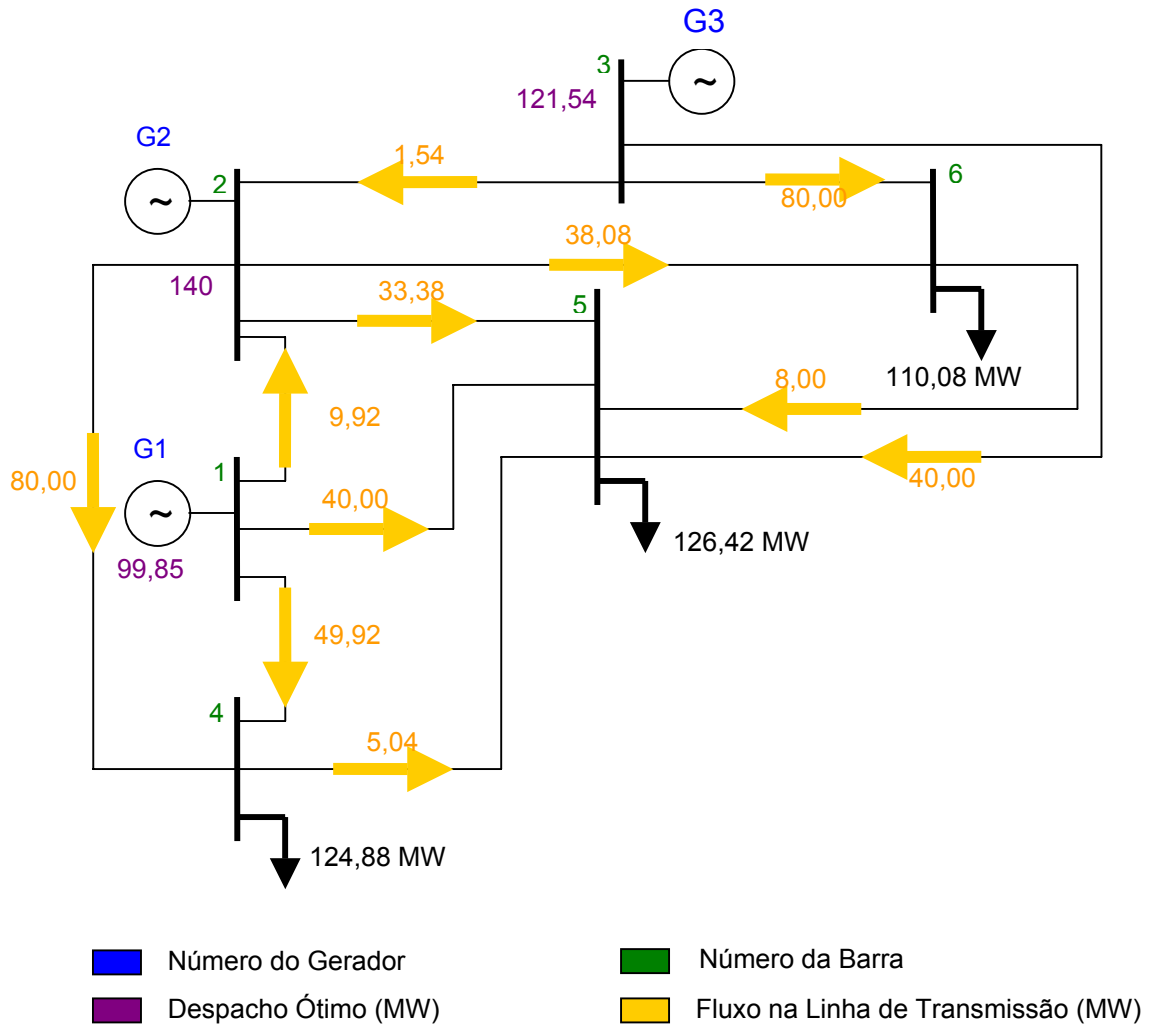 G3
3
~
121,54
G2
1,54
2
6
~
80,00
38,08
140
33,38
5
110,08 MW
8,00
9,92
G1
1
80,00
40,00
40,00
~
126,42 MW
99,85
49,92
4
5,04
124,88 MW
Número do Gerador
Número da Barra
Despacho Ótimo (MW)
Fluxo na Linha de Transmissão (MW)